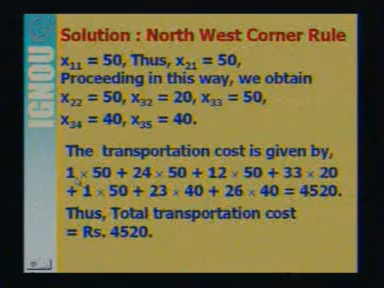 IGNOU
Solution : North West Corner Rule
x₁₁ = 50, Thus, x₂₁ = 50,
Proceeding in this way, we obtain
x₂₂ = 50, x₃₂ = 20, x₃₃ = 50,
x₃₄ = 40, x₃₅ = 40.
The transportation cost is given by,
1 × 50 + 24 × 50 + 12 × 50 + 33 × 20
+ 1 × 50 + 23 × 40 + 26 × 40 = 4520.
Thus, Total transportation cost
= Rs. 4520.